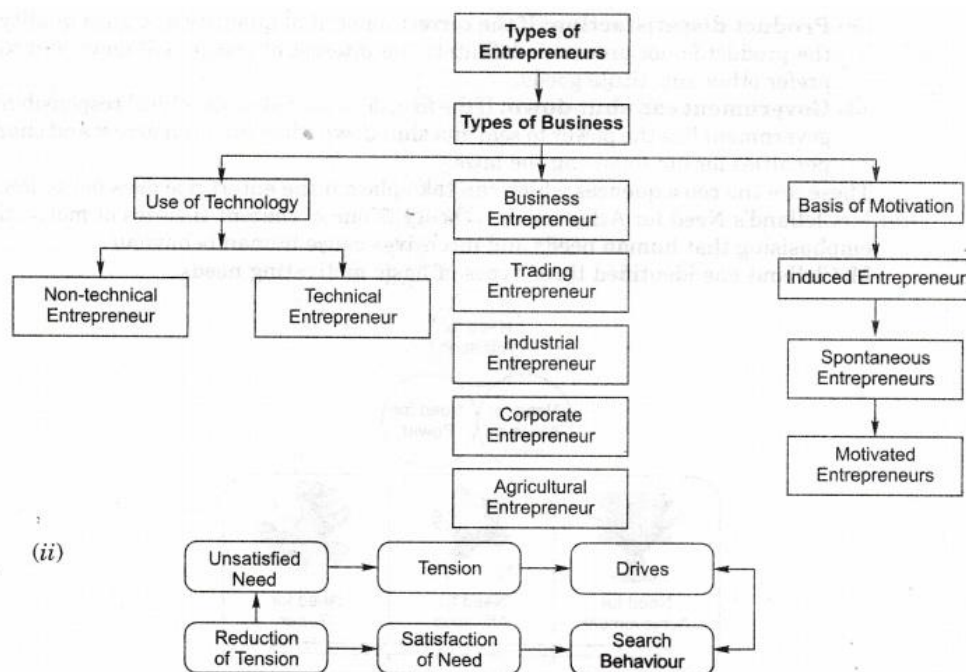 Types of
Entrepreneurs
Types of Business
Use of Technology
Business
Entrepreneur
Basis of Motivation
Non-technical
Entrepreneur
Technical
Entrepreneur
Trading
Entrepreneur
Induced Entrepreneur
Industrial
Entrepreneur
Spontaneous
Entrepreneurs
Corporate
Entrepreneur
Motivated
Entrepreneurs
Agricultural
Entrepreneur
(ii)
Unsatisfied
Need
Tension
Drives
Reduction
of Tension
Satisfaction
of Need
Search
Behaviour